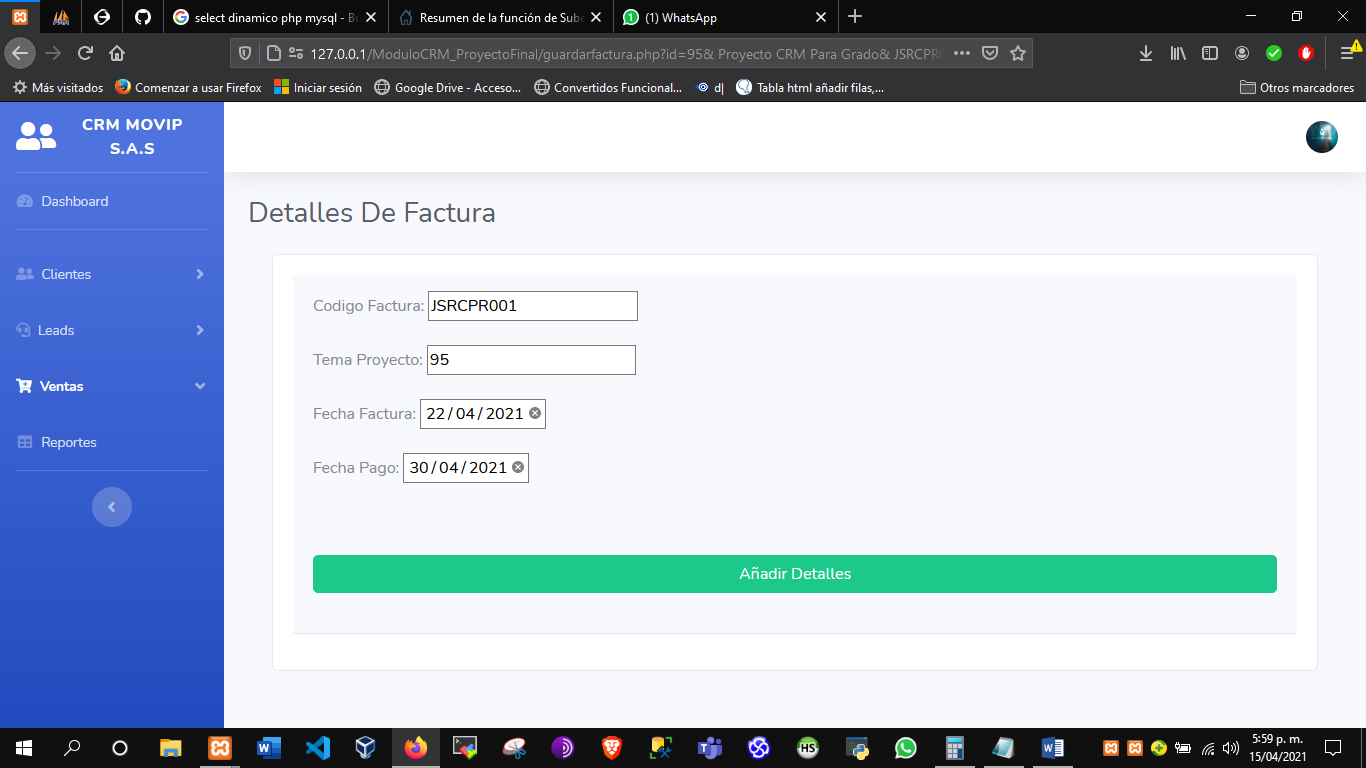 select dinamico php mysql - Bu
Resumen de la función de Subc
(1) WhatsApp
127.0.0.1/ModuloCRM_ProyectoFinal/guardarfactura.php?id=95& Proyecto CRM Para Grado& JSRCPR
Más visitados
Comenzar a usar Firefox
Iniciar sesión
Google Drive - Acceso...
Convertidos Funcional...
d|
Tabla html añadir filas,...
Otros marcadores
CRM MOVIP
S.A.S
Dashboard
Clientes
Leads
Ventas
Reportes
Detalles De Factura
Codigo Factura: JSRCPR001
Tema Proyecto: 95
Fecha Factura: 22/04/2021
Fecha Pago: 30/04/2021
Añadir Detalles
HS
5:59 p. m.
15/04/2021